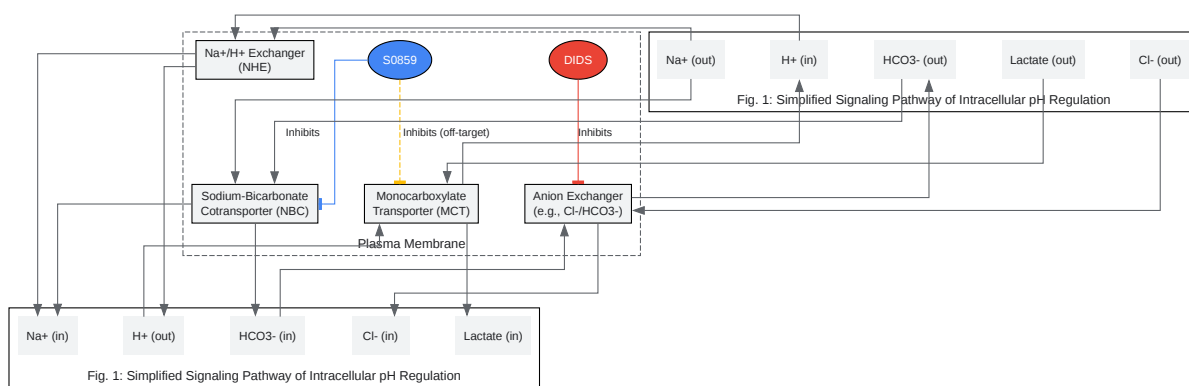 Na+/H+ Exchanger
(NHE)
S0859
DIDS
Na+ (out)
H+ (in)
HCO3- (out)
Lactate (out)
Cl- (out)
Fig. 1: Simplified Signaling Pathway of Intracellular pH Regulation
Inhibits
Inhibits (off-target)
Inhibits
Sodium-Bicarbonate
Cotransporter (NBC)
Monocarboxylate
Transporter (MCT)
Anion Exchanger
(e.g., Cl-/HCO3-)
Plasma Membrane
Na+ (in)
H+ (out)
HCO3- (in)
Cl- (in)
Lactate (in)
Fig. 1: Simplified Signaling Pathway of Intracellular pH Regulation